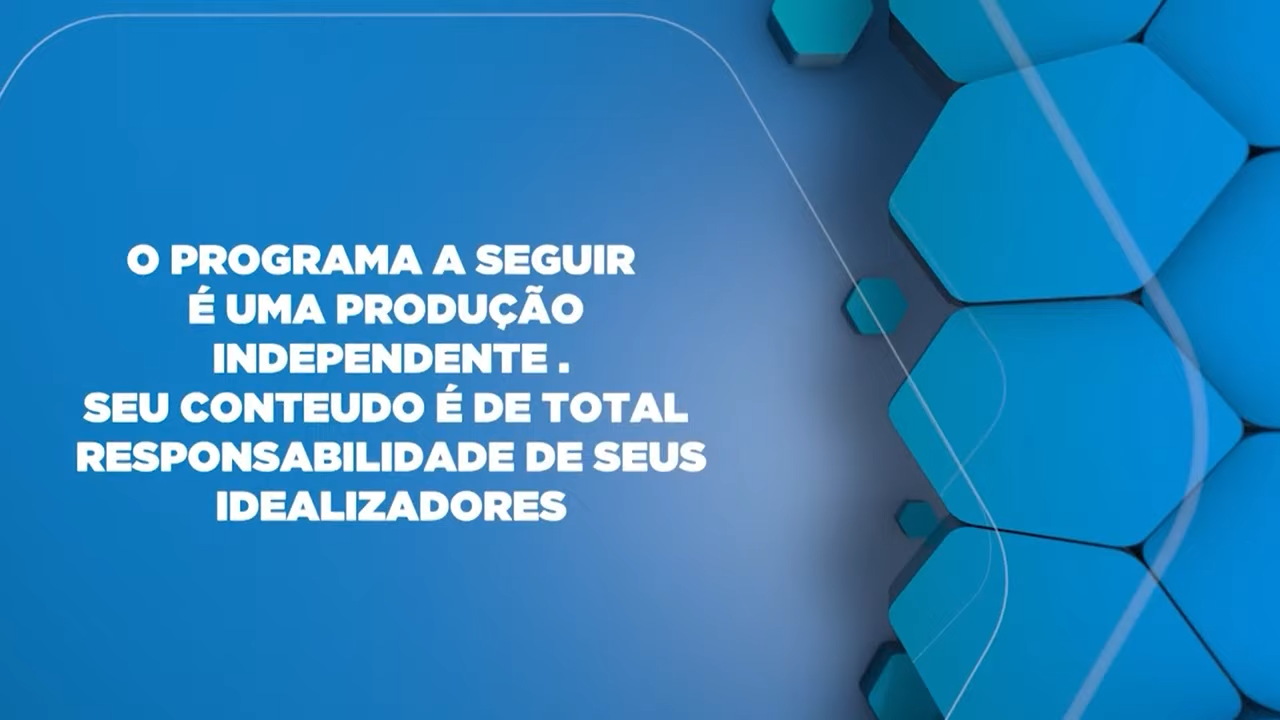 O PROGRAMA A SEGUIR
É UMA PRODUÇÃO
INDEPENDENTE .
SEU CONTEUDO É DE TOTAL
RESPONSABILIDADE DE SEUS
IDEALIZADORES